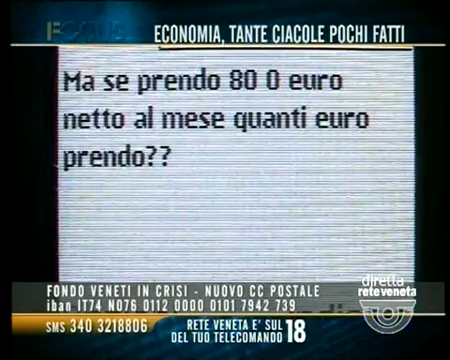 FOCUS
ECONOMIA, TANTE CIACOLE POCHI FATTI
Ma se prendo 80 0 euro
netto al mese quanti euro
prendo??
diretta
reteveneta
FONDO VENETI IN CRISI - NUOVO CC POSTALE
iban IT74 N076 0112 0000 0101 7942 739
SMS 340 3218806
RETE VENETA E' SUL
DEL TUO TELECOMANDO 18